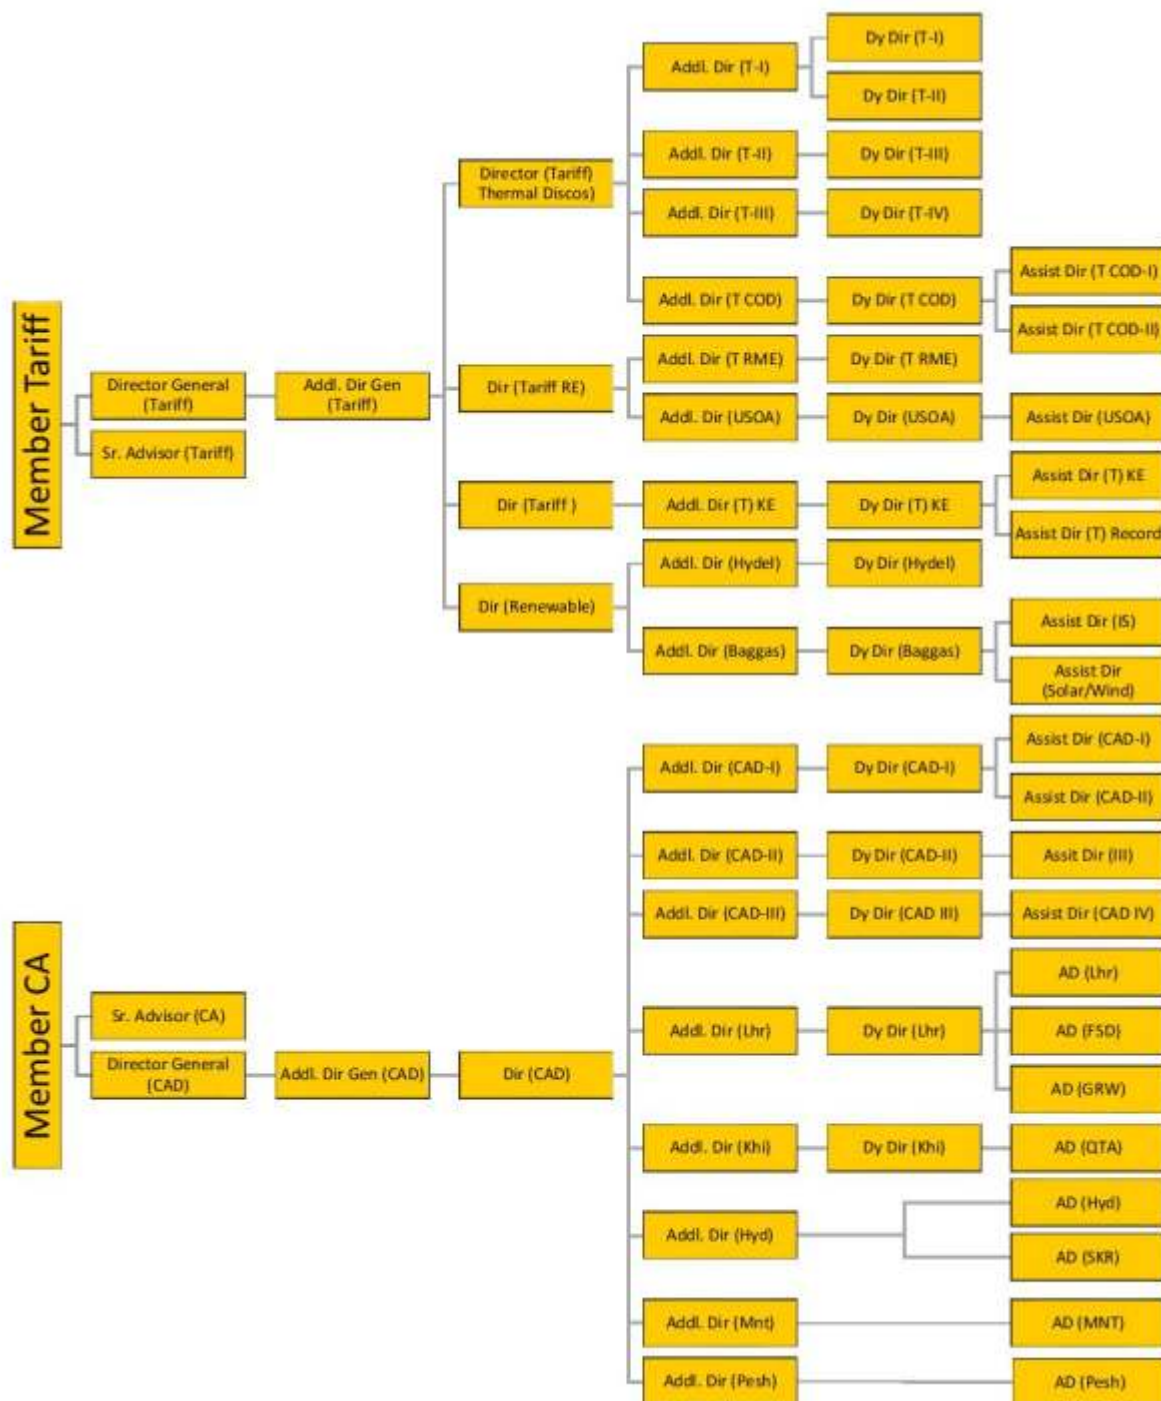 Member Tariff
Director General
(Tariff)
Sr. Advisor (Tariff)
Addl. Dir Gen
(Tariff)
Director (Tariff)
Thermal Discos)
Addl. Dir (T-I)
Dy Dir (T-I)
Dy Dir (T-II)
Addl. Dir (T-II)
Dy Dir (T-III)
Addl. Dir (T-III)
Dy Dir (T-IV)
Addl. Dir (T COD)
Dy Dir (T COD)
Assist Dir (T COD-I)
Assist Dir (T COD-II)
Dir (Tariff RE)
Addl. Dir (T RME)
Dy Dir (T RME)
Addl. Dir (USOA)
Dy Dir (USOA)
Assist Dir (USOA)
Dir (Tariff )
Addl. Dir (T) KE
Dy Dir (T) KE
Assist Dir (T) KE
Assist Dir (T) Record
Dir (Renewable)
Addl. Dir (Hydel)
Dy Dir (Hydel)
Addl. Dir (Baggas)
Dy Dir (Baggas)
Assist Dir (IS)
Assist Dir
(Solar/Wind)
Member CA
Sr. Advisor (CA)
Director General
(CAD)
Addl. Dir Gen (CAD)
Dir (CAD)
Addl. Dir (CAD-I)
Dy Dir (CAD-I)
Assist Dir (CAD-I)
Assist Dir (CAD-II)
Addl. Dir (CAD-II)
Dy Dir (CAD-II)
Assit Dir (III)
Addl. Dir (CAD-III)
Dy Dir (CAD III)
Assist Dir (CAD IV)
Addl. Dir (Lhr)
Dy Dir (Lhr)
AD (Lhr)
AD (FSD)
AD (GRW)
Addl. Dir (Khi)
Dy Dir (Khi)
AD (QTA)
Addl. Dir (Hyd)
AD (Hyd)
AD (SKR)
Addl. Dir (Mnt)
AD (MNT)
Addl. Dir (Pesh)
AD (Pesh)